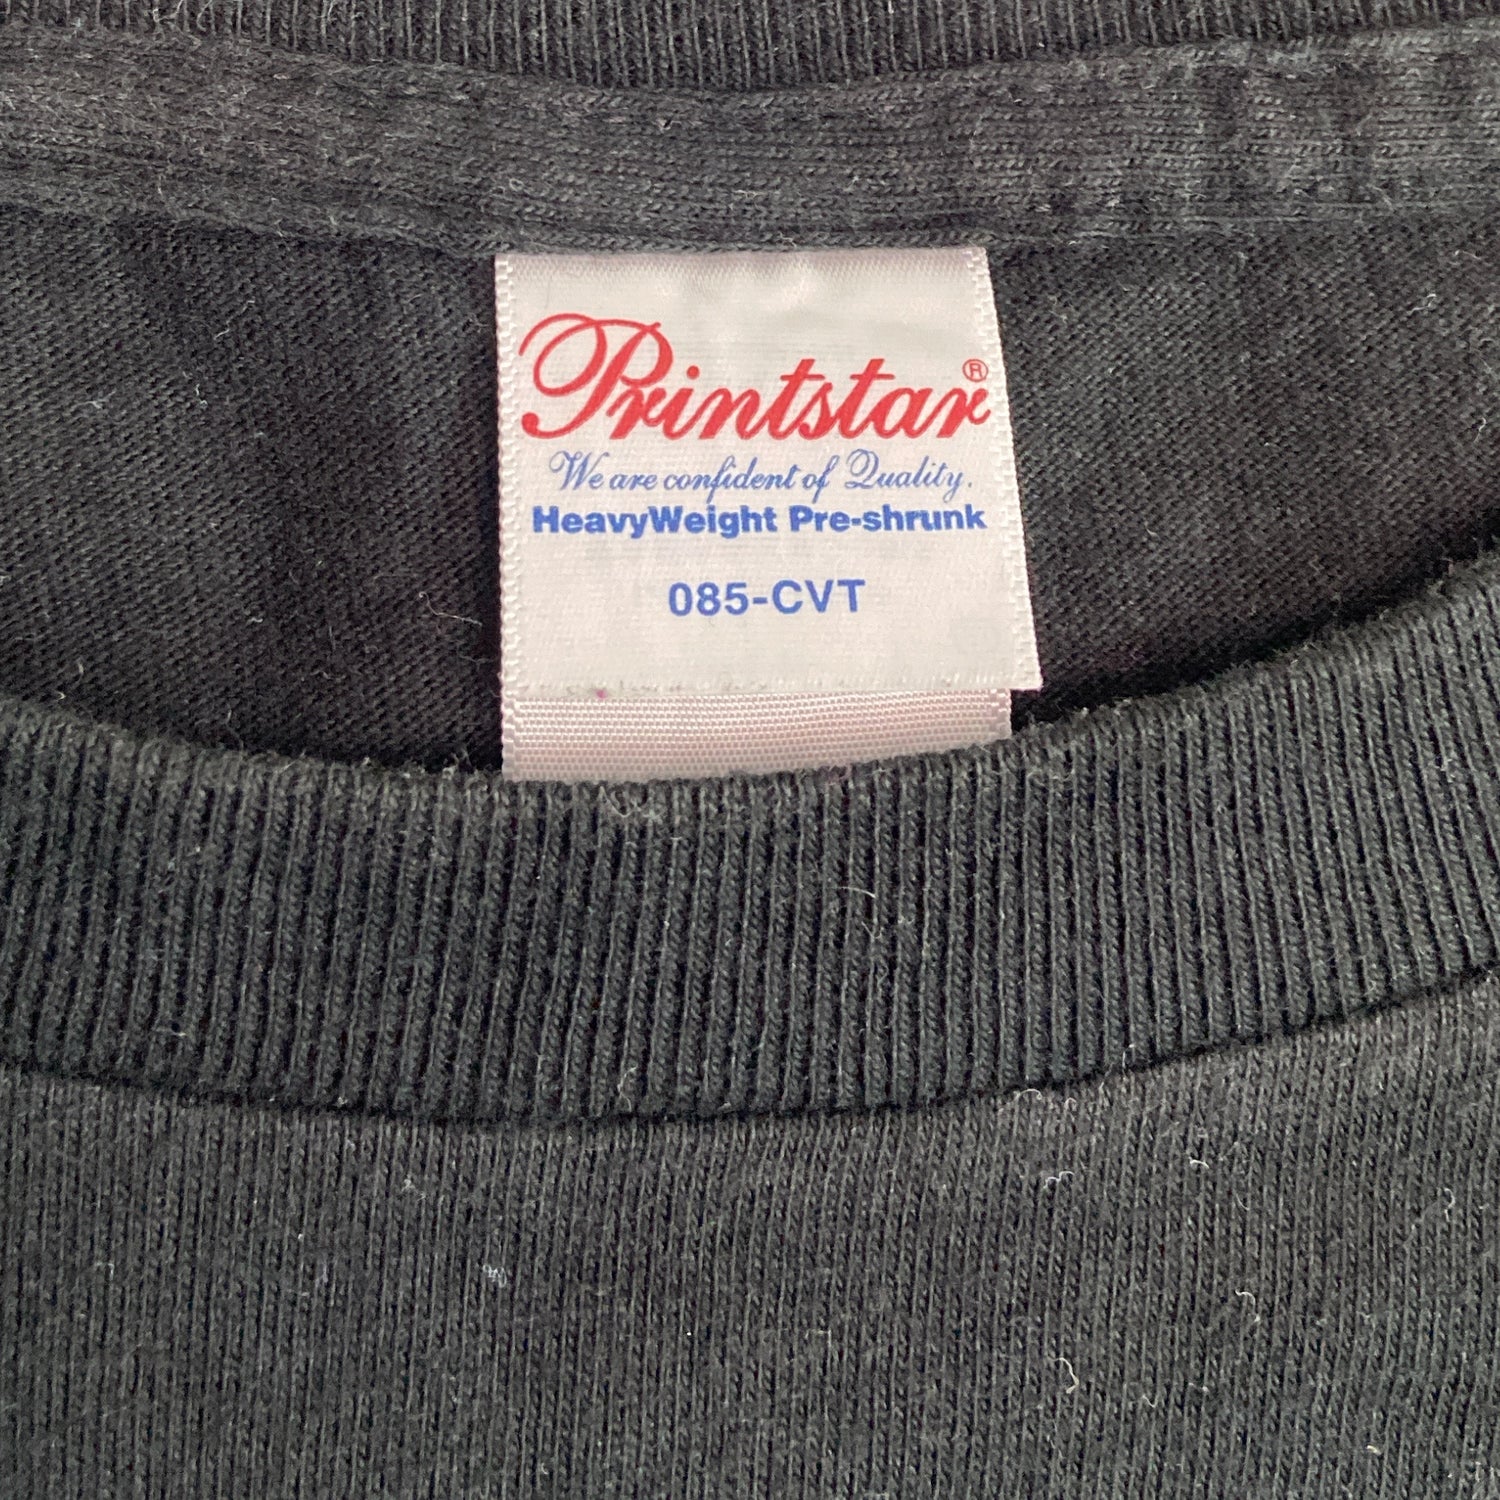 Printstar®
We are confident of Quality.
HeavyWeight Pre-shrunk
085-CVT